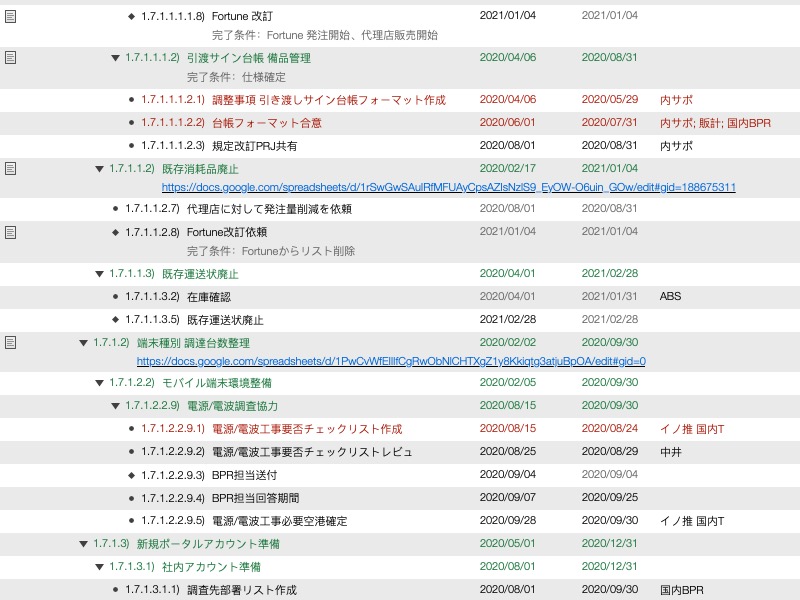 1.7.1.1.1.1.8) Fortune 改訂 2021/01/04 2021/01/04
完了条件: Fortune 発注開始、代理店販売開始
1.7.1.1.1.2) 引渡サイン台帳 備品管理 2020/04/06 2020/08/31
完了条件: 仕様確定
1.7.1.1.1.2.1) 調整事項 引き渡しサイン台帳フォーマット作成 2020/04/06 2020/05/29 内サポ
1.7.1.1.1.2.2) 台帳フォーマット合意 2020/06/01 2020/07/31 内サポ; 販計; 国内BPR
1.7.1.1.1.2.3) 規定改訂PRJ共有 2020/08/01 2020/08/31 内サポ
1.7.1.1.2) 既存消耗品廃止 2020/02/17 2021/01/04
1.7.1.1.2.7) 代理店に対して発注量削減を依頼 2020/08/01 2020/08/31
1.7.1.1.2.8) Fortune改訂依頼 2021/01/04 2021/01/04
完了条件: Fortuneからリスト削除
1.7.1.1.3) 既存運送状廃止 2020/04/01 2021/02/28
1.7.1.1.3.2) 在庫確認 2020/04/01 2021/01/31 ABS
1.7.1.1.3.5) 既存運送状廃止 2021/02/28 2021/02/28
1.7.1.2) 端末種別 調達台数整理 2020/02/02 2020/09/30
1.7.1.2.2) モバイル端末環境整備 2020/02/05 2020/09/30
1.7.1.2.2.9) 電源/電波調査協力 2020/08/15 2020/09/30
1.7.1.2.2.9.1) 電源/電波工事要否チェックリスト作成 2020/08/15 2020/08/24 イノ推 国内T
1.7.1.2.2.9.2) 電源/電波工事要否チェックリストレビュ 2020/08/25 2020/08/29 中井
1.7.1.2.2.9.3) BPR担当送付 2020/09/04 2020/09/04
1.7.1.2.2.9.4) BPR担当回答期間 2020/09/07 2020/09/25
1.7.1.2.2.9.5) 電源/電波工事必要空港確定 2020/09/28 2020/09/30 イノ推 国内T
1.7.1.3) 新規ポータルアカウント準備 2020/05/01 2020/12/31
1.7.1.3.1) 社内アカウント準備 2020/08/01 2020/12/31
1.7.1.3.1.1) 調査先部署リスト作成 2020/08/01 2020/09/30 国内BPR